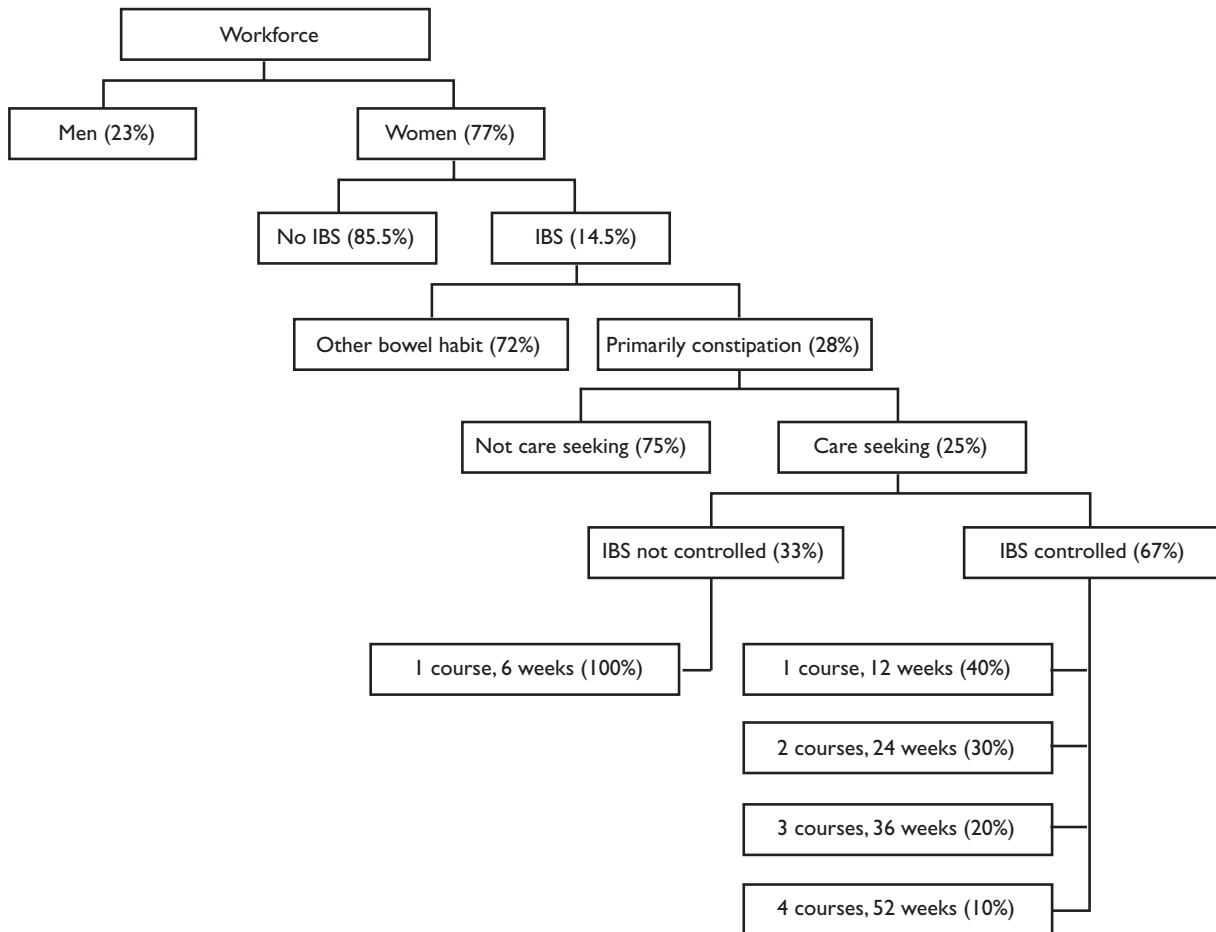 Workforce
Men (23%)
Women (77%)
No IBS (85.5%)
IBS (14.5%)
Other bowel habit (72%)
Primarily constipation (28%)
Not care seeking (75%)
Care seeking (25%)
IBS not controlled (33%)
IBS controlled (67%)
1 course, 6 weeks (100%)
1 course, 12 weeks (40%)
2 courses, 24 weeks (30%)
3 courses, 36 weeks (20%)
4 courses, 52 weeks (10%)